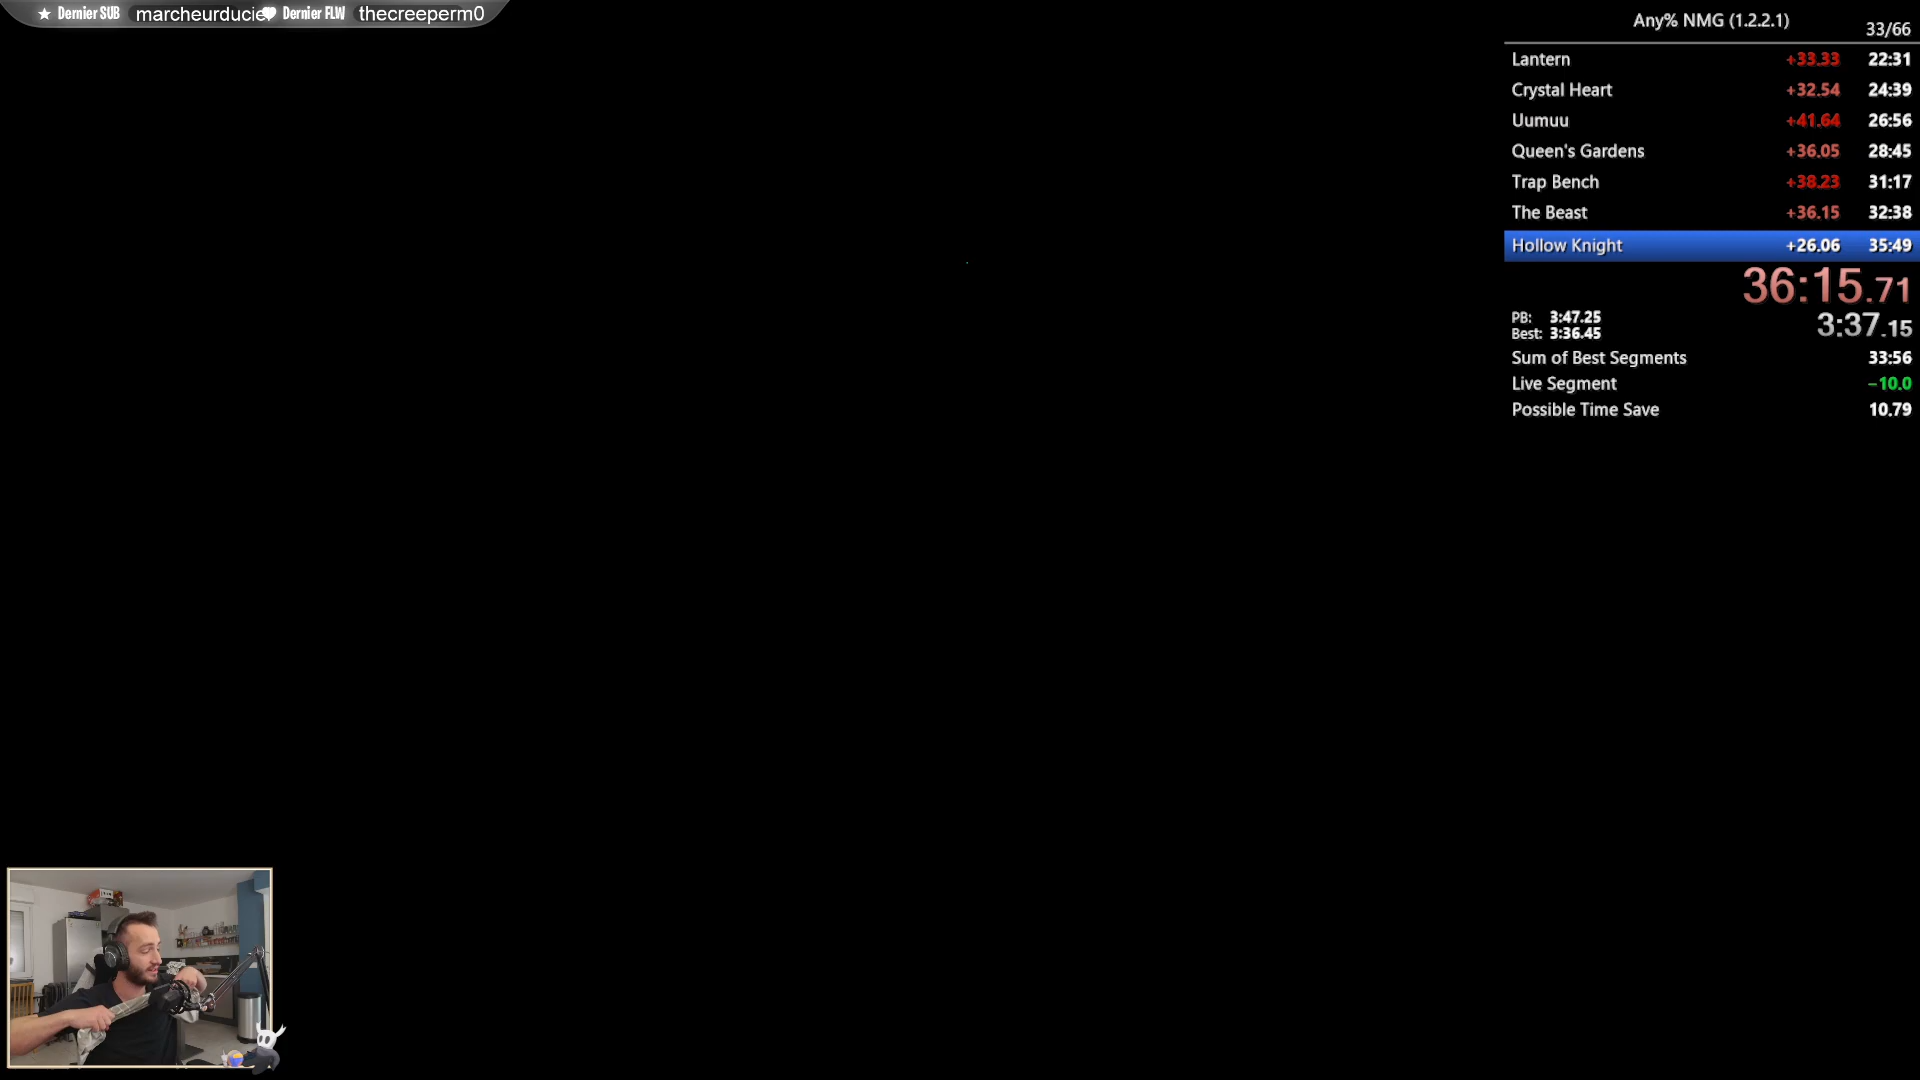 Dernier SUB marcheurducie Dernier FLW thecreeperm0
Any% NMG (1.2.2.1) 33/66
Lantern +33.33 22:31
Crystal Heart +32.54 24:39
Uumuu +41.64 26:56
Queen's Gardens +36.05 28:45
Trap Bench +38.23 31:17
The Beast +36.15 32:38
Hollow Knight +26.06 35:49
36:15.71
PB: 3:47.25
Best: 3:36.45
3:37.15
Sum of Best Segments 33:56
Live Segment −10.0
Possible Time Save 10.79